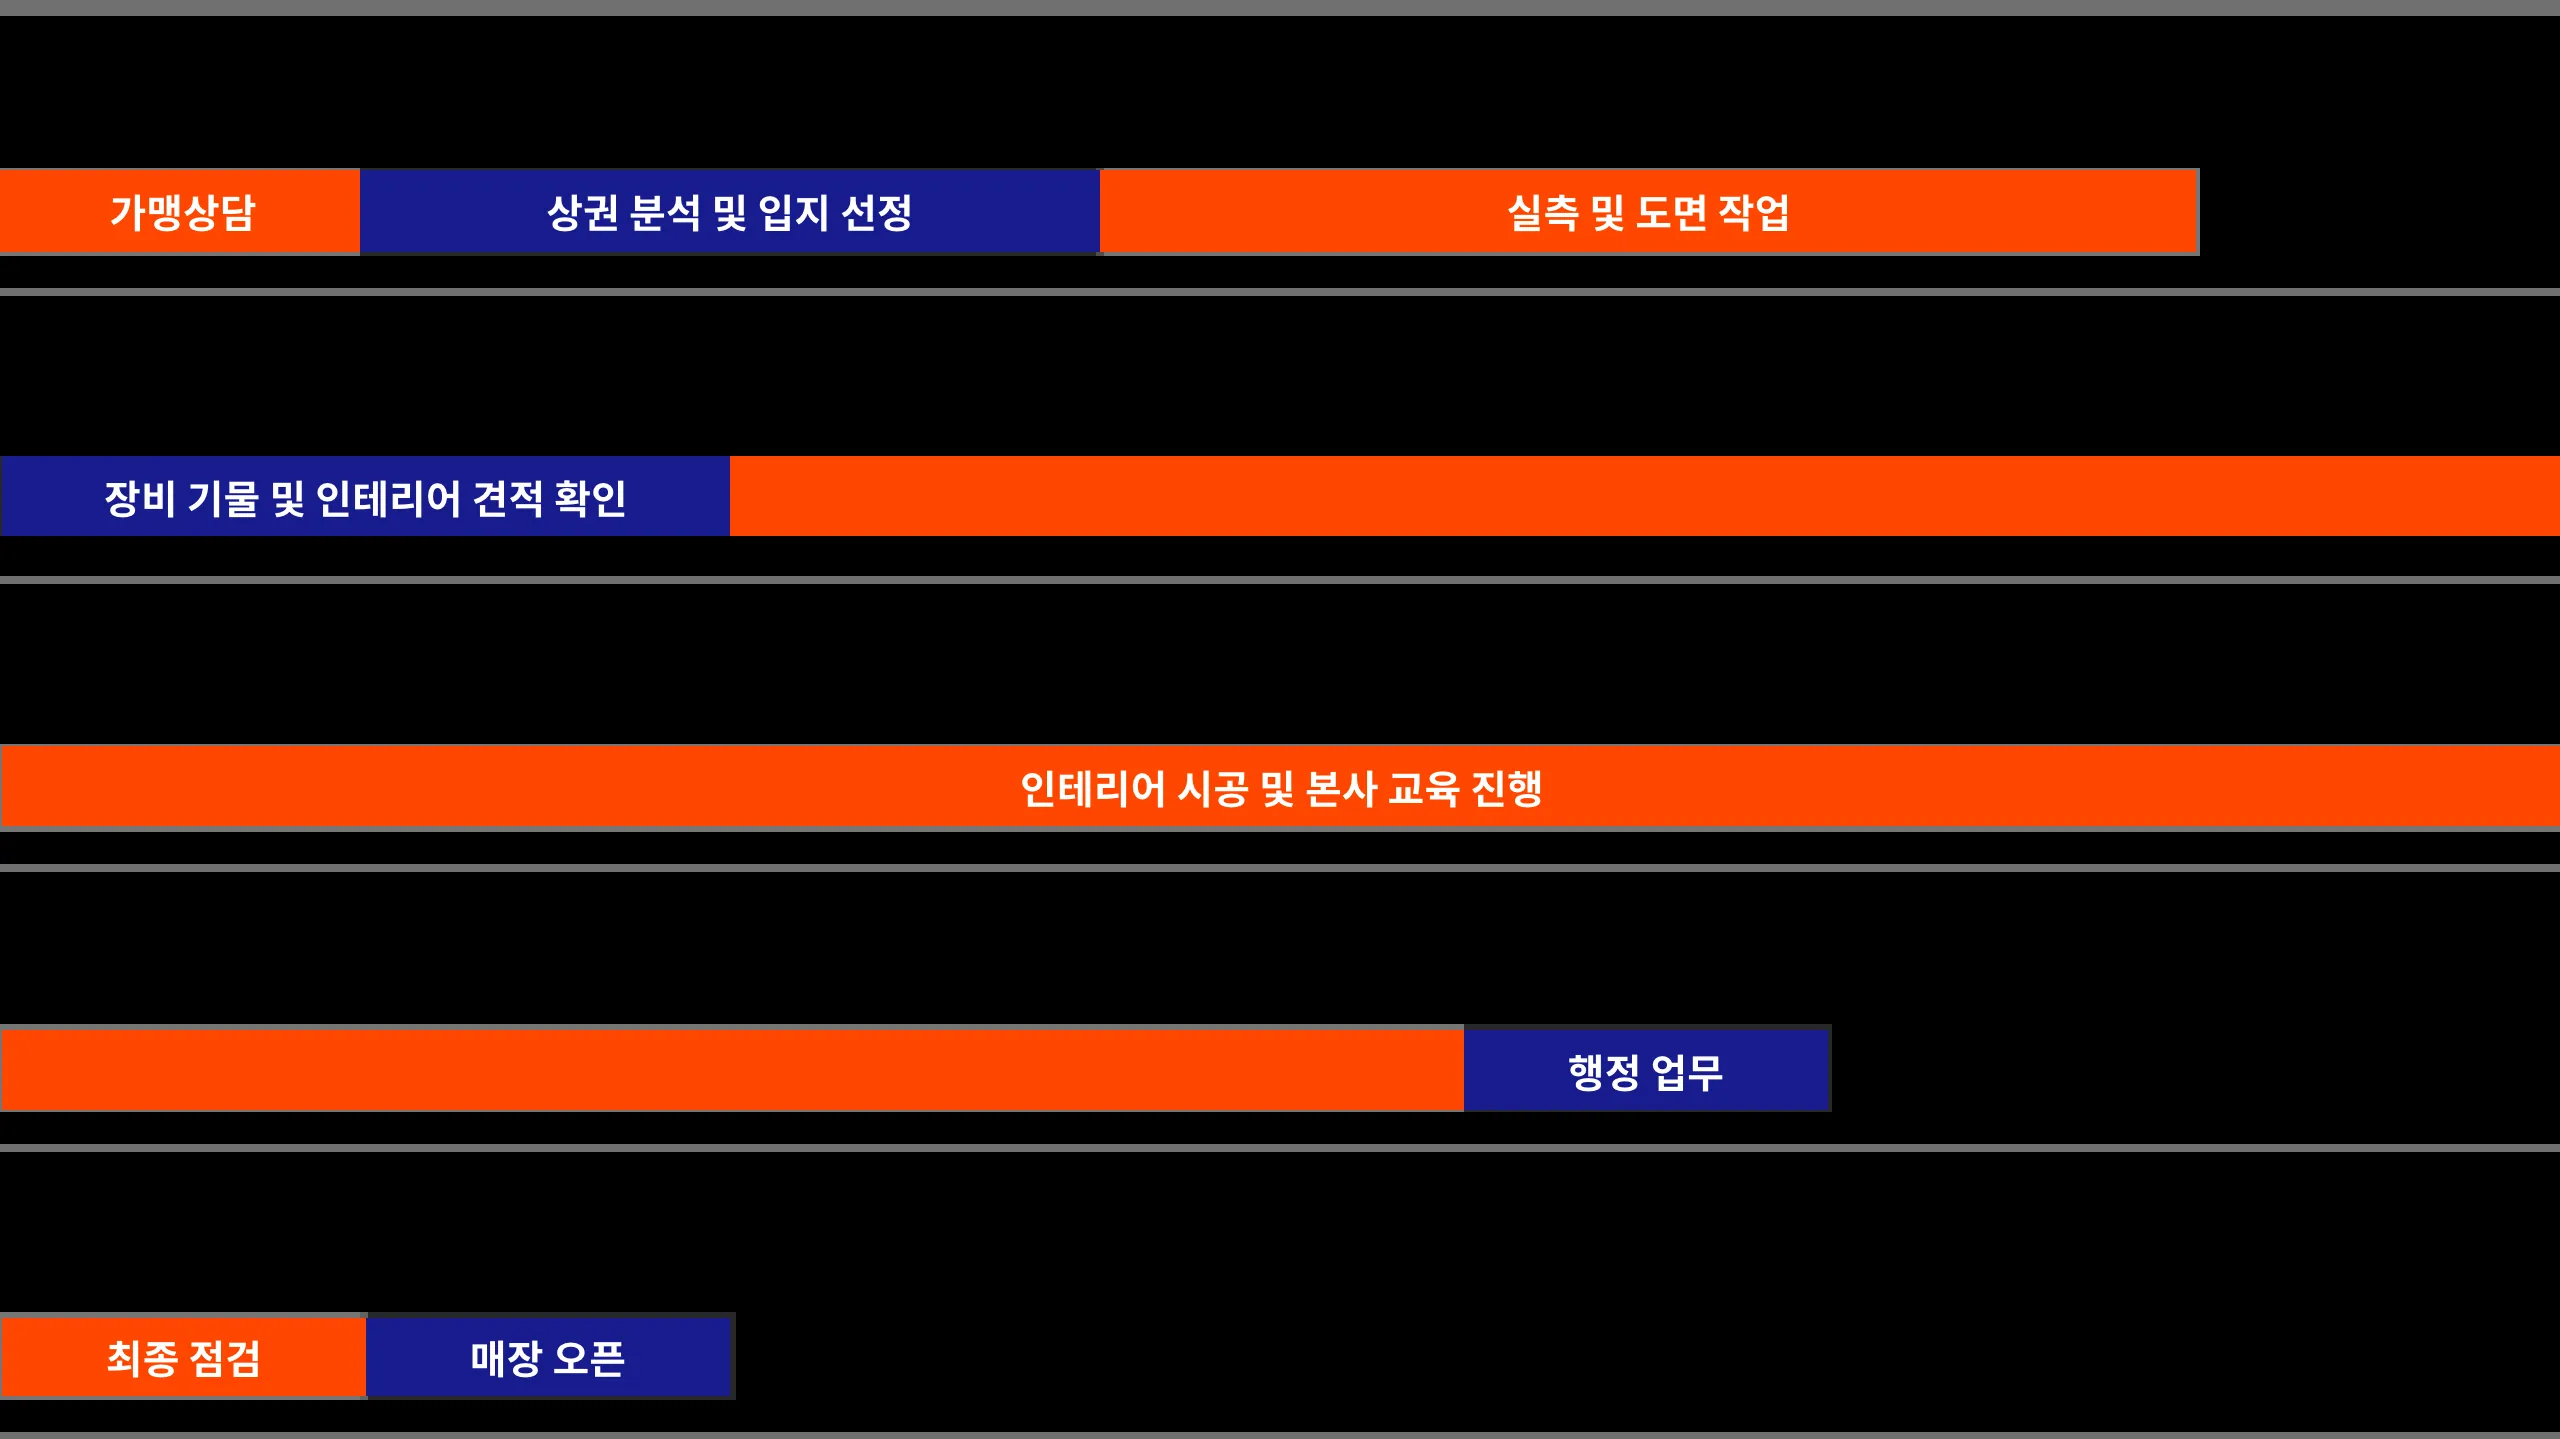 가맹상담
상권 분석 및 입지 선정
실측 및 도면 작업
장비 기물 및 인테리어 견적 확인
인테리어 시공 및 본사 교육 진행
행정 업무
최종 점검
매장 오픈